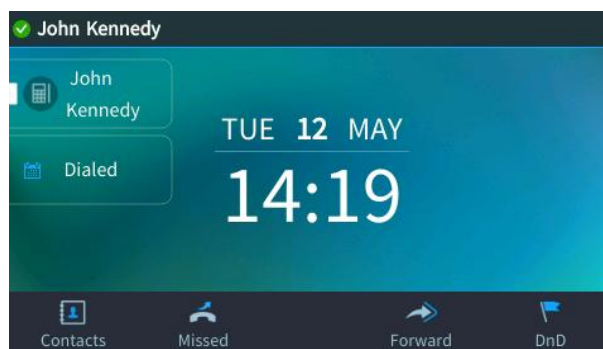 John Kennedy
John
Kennedy
Dialed
TUE 12 MAY
14:19
Contacts Missed Forward DnD